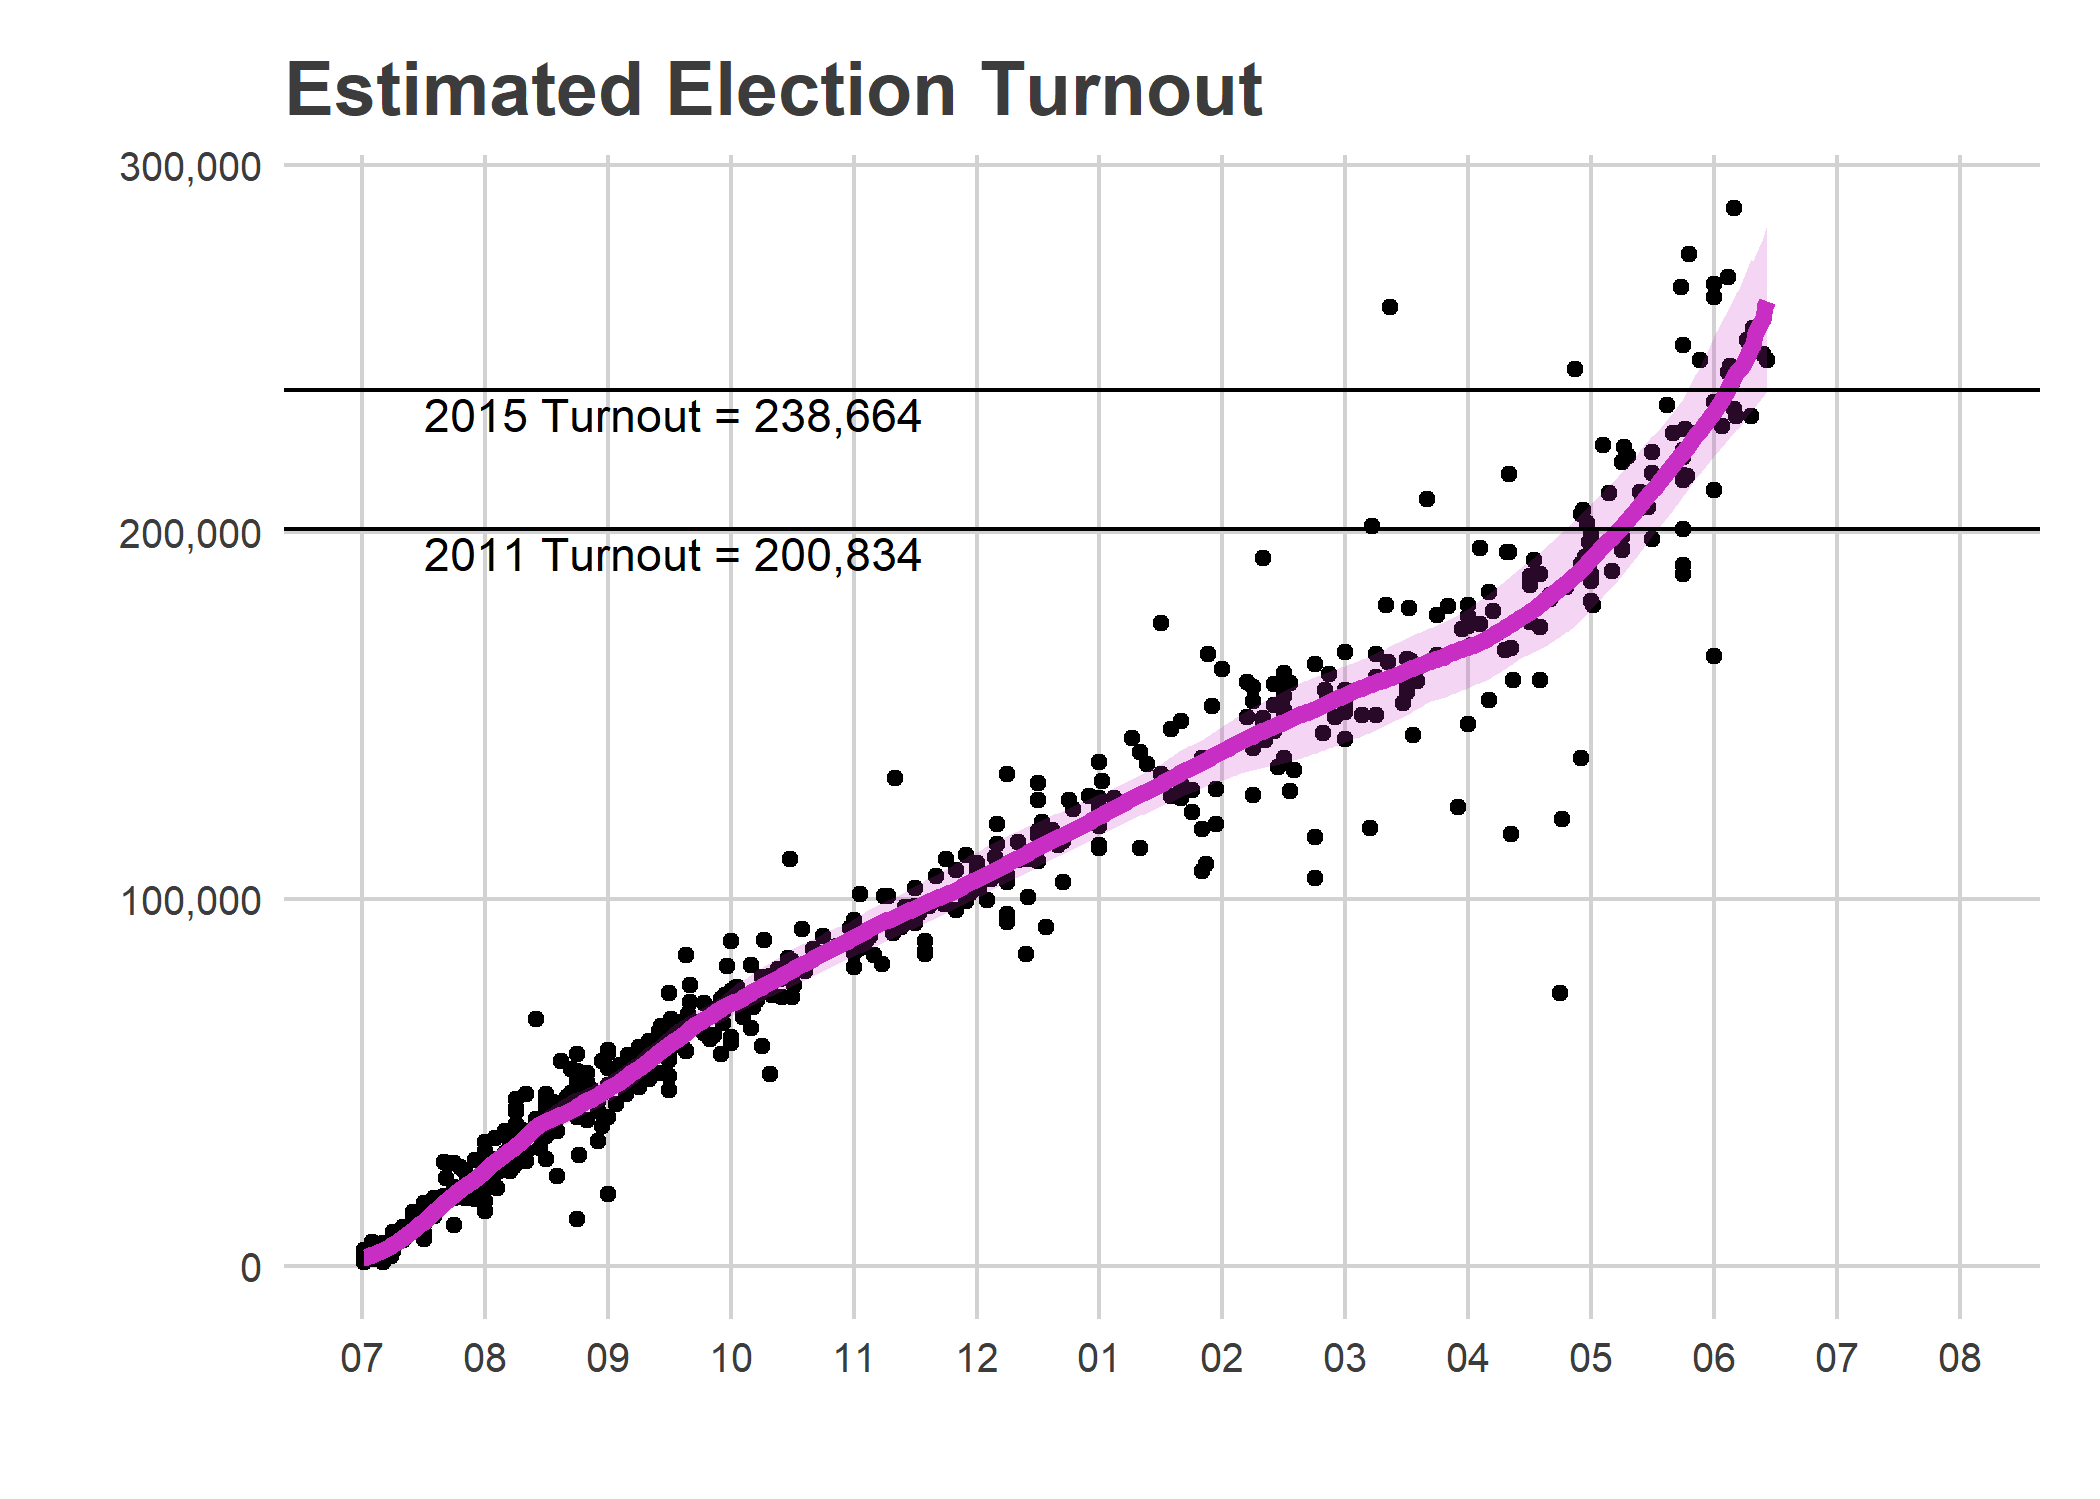 Estimated Election Turnout
300,000
2015 Turnout = 238,664
200,000
2011 Turnout = 200,834
100,000
0
07 08 09 10 11 12 01 02 03 04 05 06 07 08